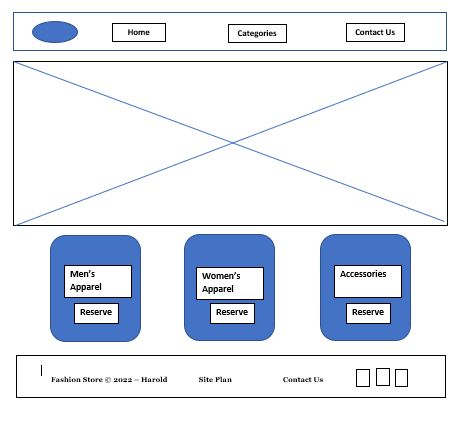 Home
Categories
Contact Us
Men's
Apparel
Reserve
Women's
Apparel
Reserve
Accessories
Reserve
Fashion Store © 2022 – Harold
Site Plan
Contact Us